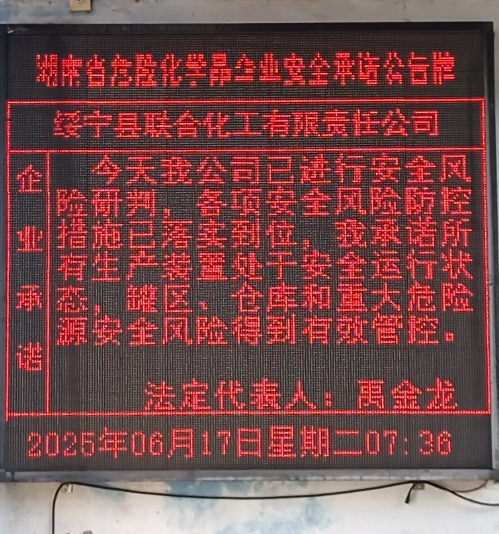 湖南省危险化学品企业安全承诺公告牌
绥宁县联合化工有限责任公司
企业承诺
今天我公司已进行安全风
险研判，各项安全风险防控
措施已落实到位，我承诺所
有生产装置处于安全运行状
态，罐区、仓库和重大危险
源安全风险得到有效管控。
法定代表人：禹金龙
2025年06月17日星期二07:36